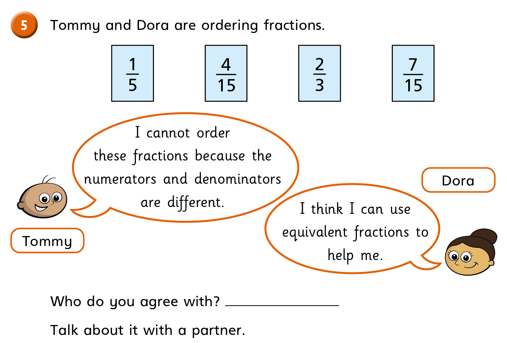 5 Tommy and Dora are ordering fractions.
1/5 4/15 2/3 7/15
I cannot order
these fractions because the
numerators and denominators
are different.
Tommy
Dora
I think I can use
equivalent fractions to
help me.
Who do you agree with? ____________
Talk about it with a partner.